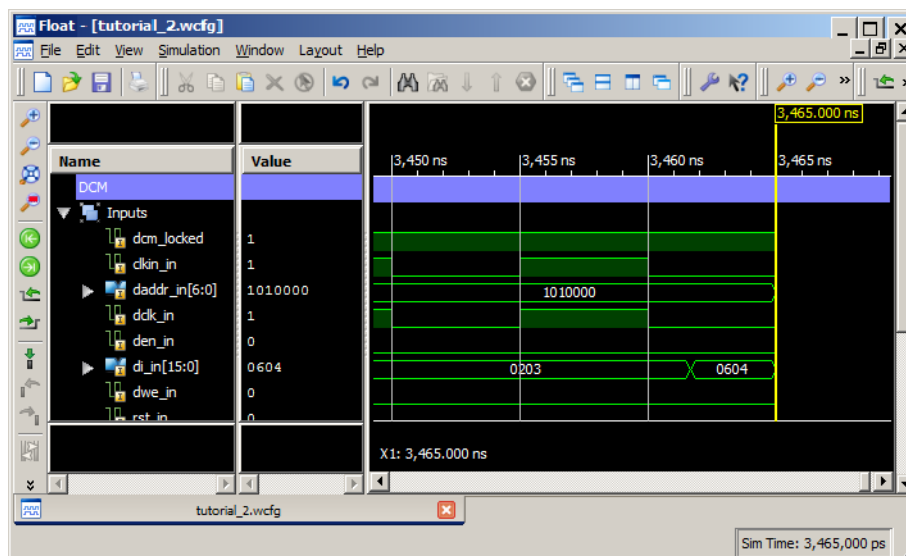 Float - [tutorial_2.wcfg]
File Edit View Simulation Window Layout Help
3,465.000 ns
Name Value 3,450 ns 3,455 ns 3,460 ns 3,465 ns
DCM
Inputs
dcm_locked 1
clkin_in 1
daddr_in[6:0] 1010000 1010000
dclk_in 1
den_in 0
di_in[15:0] 0604 0203 0604
dwe_in 0
rst_in 0
X1: 3,465.000 ns
tutorial_2.wcfg
Sim Time: 3,465,000 ps